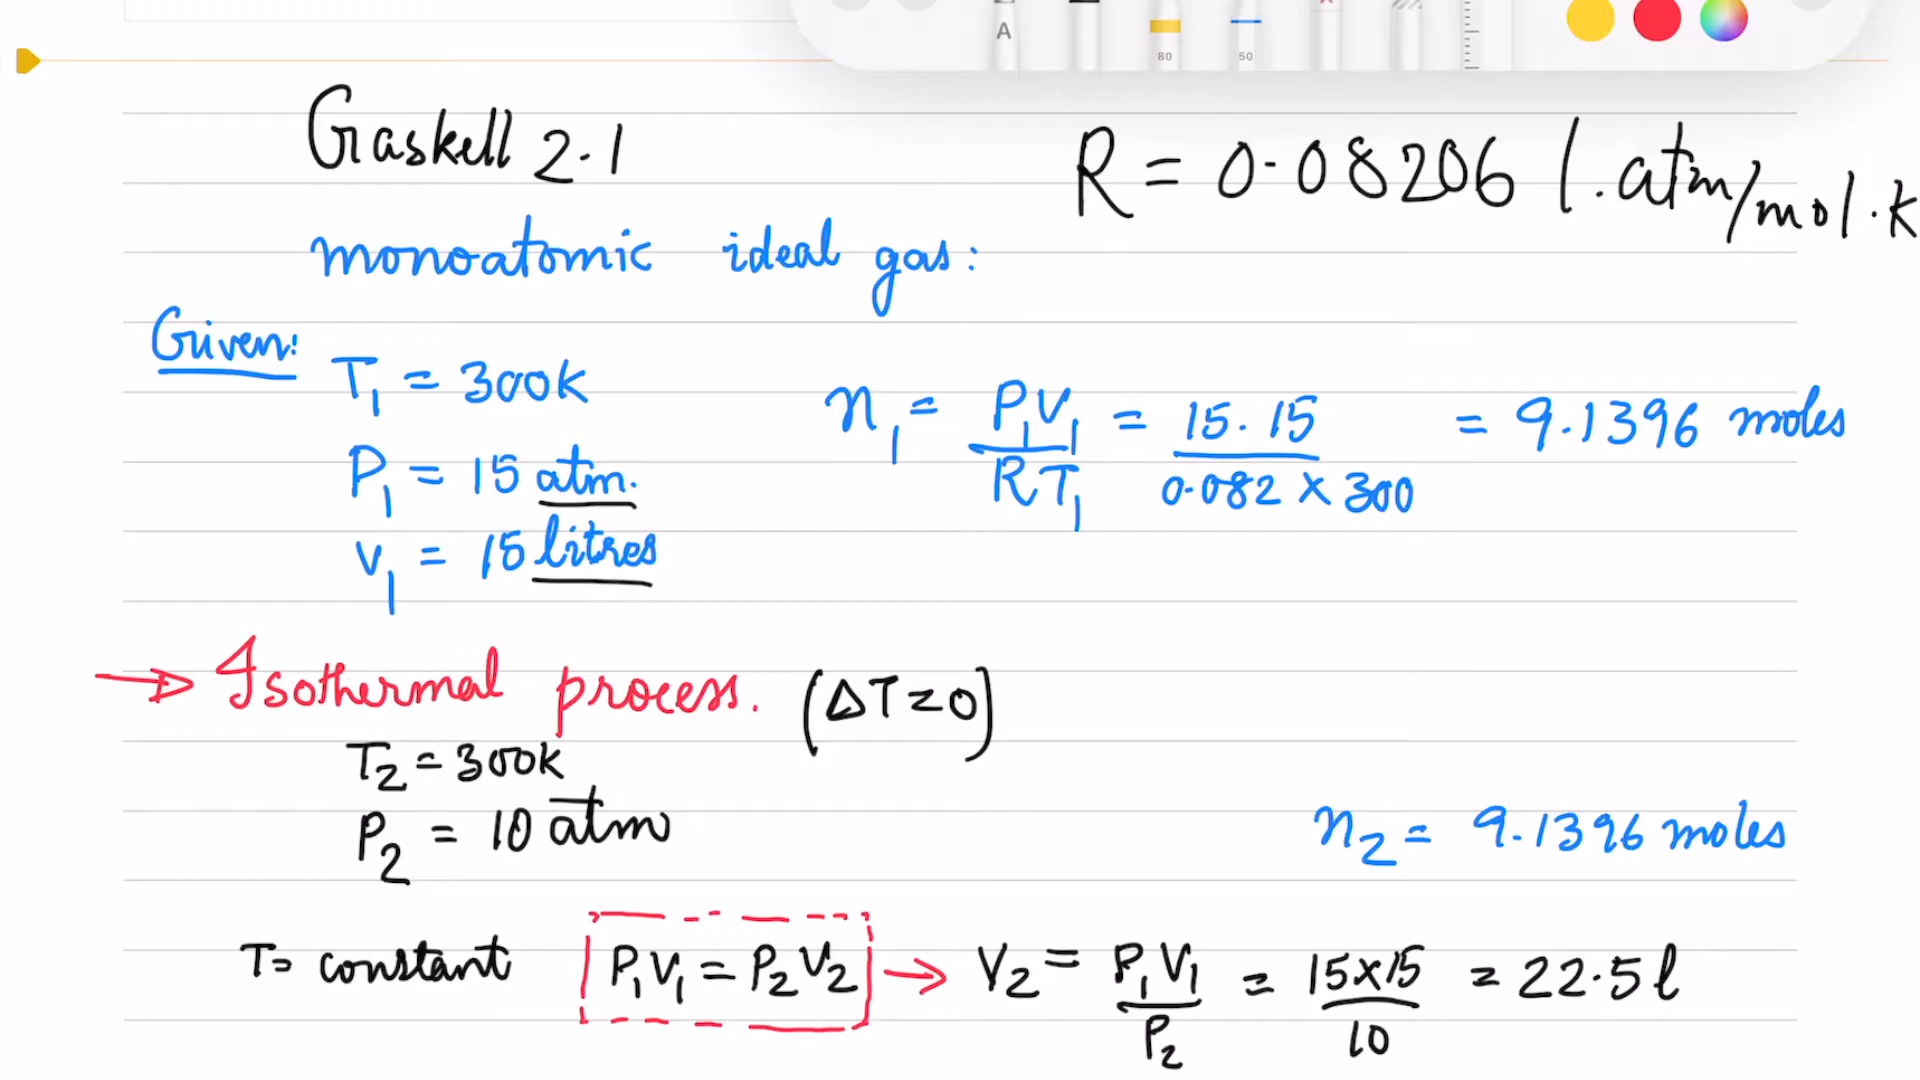 A 80 50
Gaskell 2.1
R = 0.08206 l.atm/mol.K
monoatomic ideal gas:
Given:
T₁ = 300K
n₁ = P₁V₁/RT₁ = 15.15/0.082 × 300 = 9.1396 moles
P₁ = 15 atm.
V₁ = 15 litres
→ Isothermal process. (ΔT=0)
T₂ = 300K
P₂ = 10 atm
n₂ = 9.1396 moles
T= constant P₁V₁ = P₂V₂ → V₂ = P₁V₁/P₂ = 15×15/10 = 22.5 l